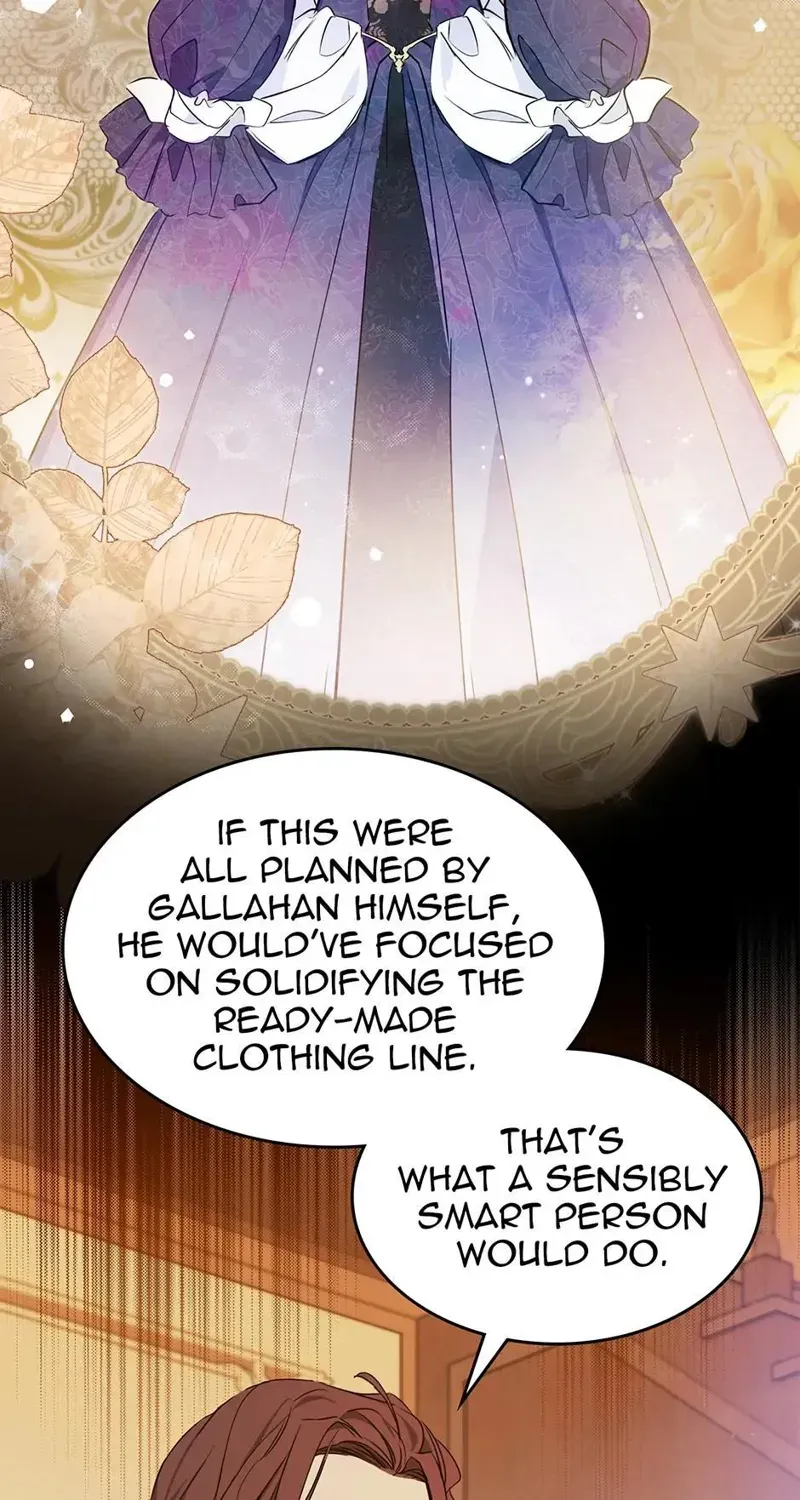 IF THIS WERE
ALL PLANNED BY
GALLAHAN HIMSELF,
HE WOULD'VE FOCUSED
ON SOLIDIFYING THE
READY-MADE
CLOTHING LINE.
THAT'S
WHAT A SENSIBLY
SMART PERSON
WOULD DO.